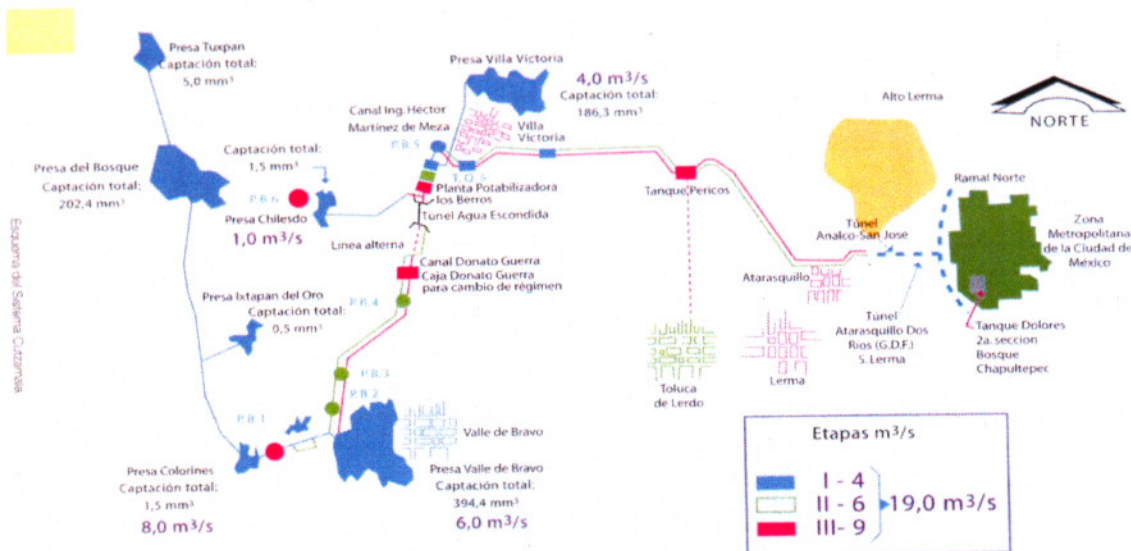 Presa Tuxpan
Captación total:
5,0 mm³
Presa Villa Victoria
4,0 m³/s
Captación total:
186,3 mm³
Alto Lerma
NORTE
Canal Ing. Héctor
Martínez de Meza
Villa
Victoria
P.B.5
T.O.5
Presa del Bosque
Captación total:
202,4 mm³
Captación total:
1,5 mm³
P.B.6
Presa Chilesdo
1,0 m³/s
Planta Potabilizadora
los Berros
Tunel Agua Escondida
Linea alterna
Canal Donato Guerra
Caja Donato Guerra
para cambio de régimen
Tanque Pericos
Túnel
Analco-San José
Ramal Norte
Zona
Metropolitana
de la Ciudad de
México
Atarasquillo
Esquema del Sistema Cutzamala
Presa Ixtapan del Oro
Captación total:
0,5 mm³
P.B.4
P.B.3
P.B.2
P.B.1
Túnel
Atarasquillo Dos
Rios (G.D.F.)
S. Lerma
Tanque Dolores
2a. seccion
Bosque
Chapultepec
Toluca
de Lerdo
Lerma
Valle de Bravo
Presa Colorines
Captación total:
1,5 mm³
8,0 m³/s
Presa Valle de Bravo
Captación total:
394,4 mm³
6,0 m³/s
Etapas m³/s
I - 4
II - 6
III- 9
19,0 m³/s